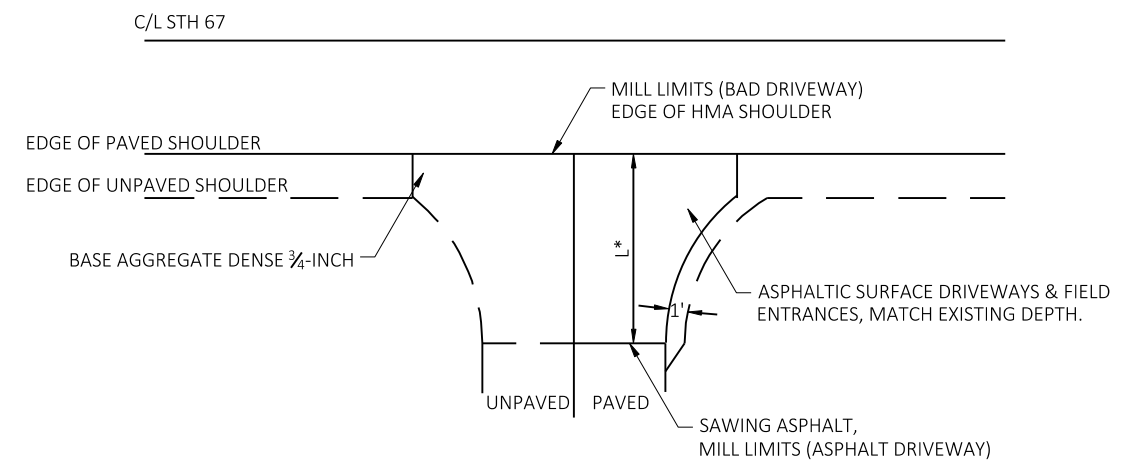 C/L STH 67
MILL LIMITS (BAD DRIVEWAY)
EDGE OF HMA SHOULDER
EDGE OF PAVED SHOULDER
EDGE OF UNPAVED SHOULDER
BASE AGGREGATE DENSE ¾-INCH
L*
ASPHALTIC SURFACE DRIVEWAYS & FIELD
ENTRANCES, MATCH EXISTING DEPTH.
1'
UNPAVED
PAVED
SAWING ASPHALT,
MILL LIMITS (ASPHALT DRIVEWAY)